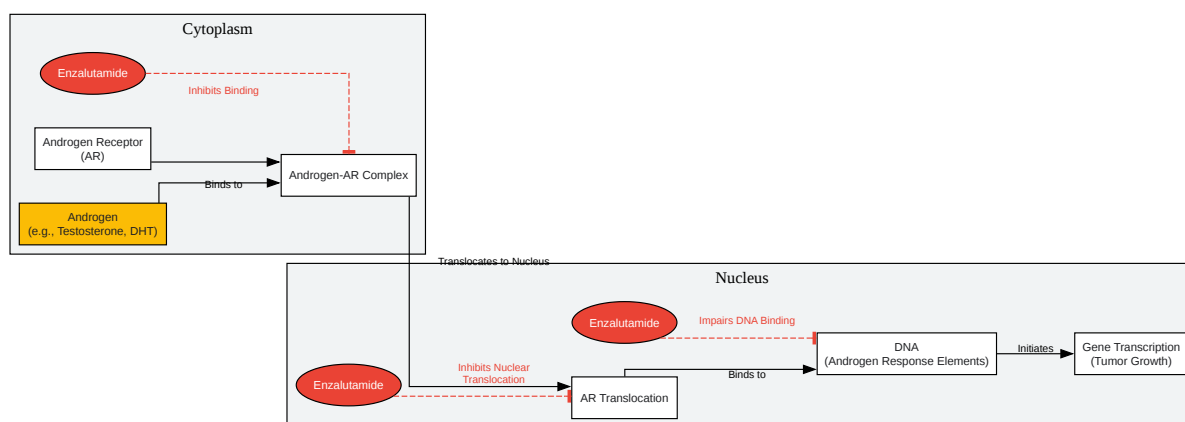 Cytoplasm
Enzalutamide
Inhibits Binding
Androgen Receptor
(AR)
Androgen-AR Complex
Binds to
Androgen
(e.g., Testosterone, DHT)
Translocates to Nucleus
Nucleus
Enzalutamide
Impairs DNA Binding
DNA
(Androgen Response Elements)
Initiates
Gene Transcription
(Tumor Growth)
Enzalutamide
Inhibits Nuclear
Translocation
Binds to
AR Translocation